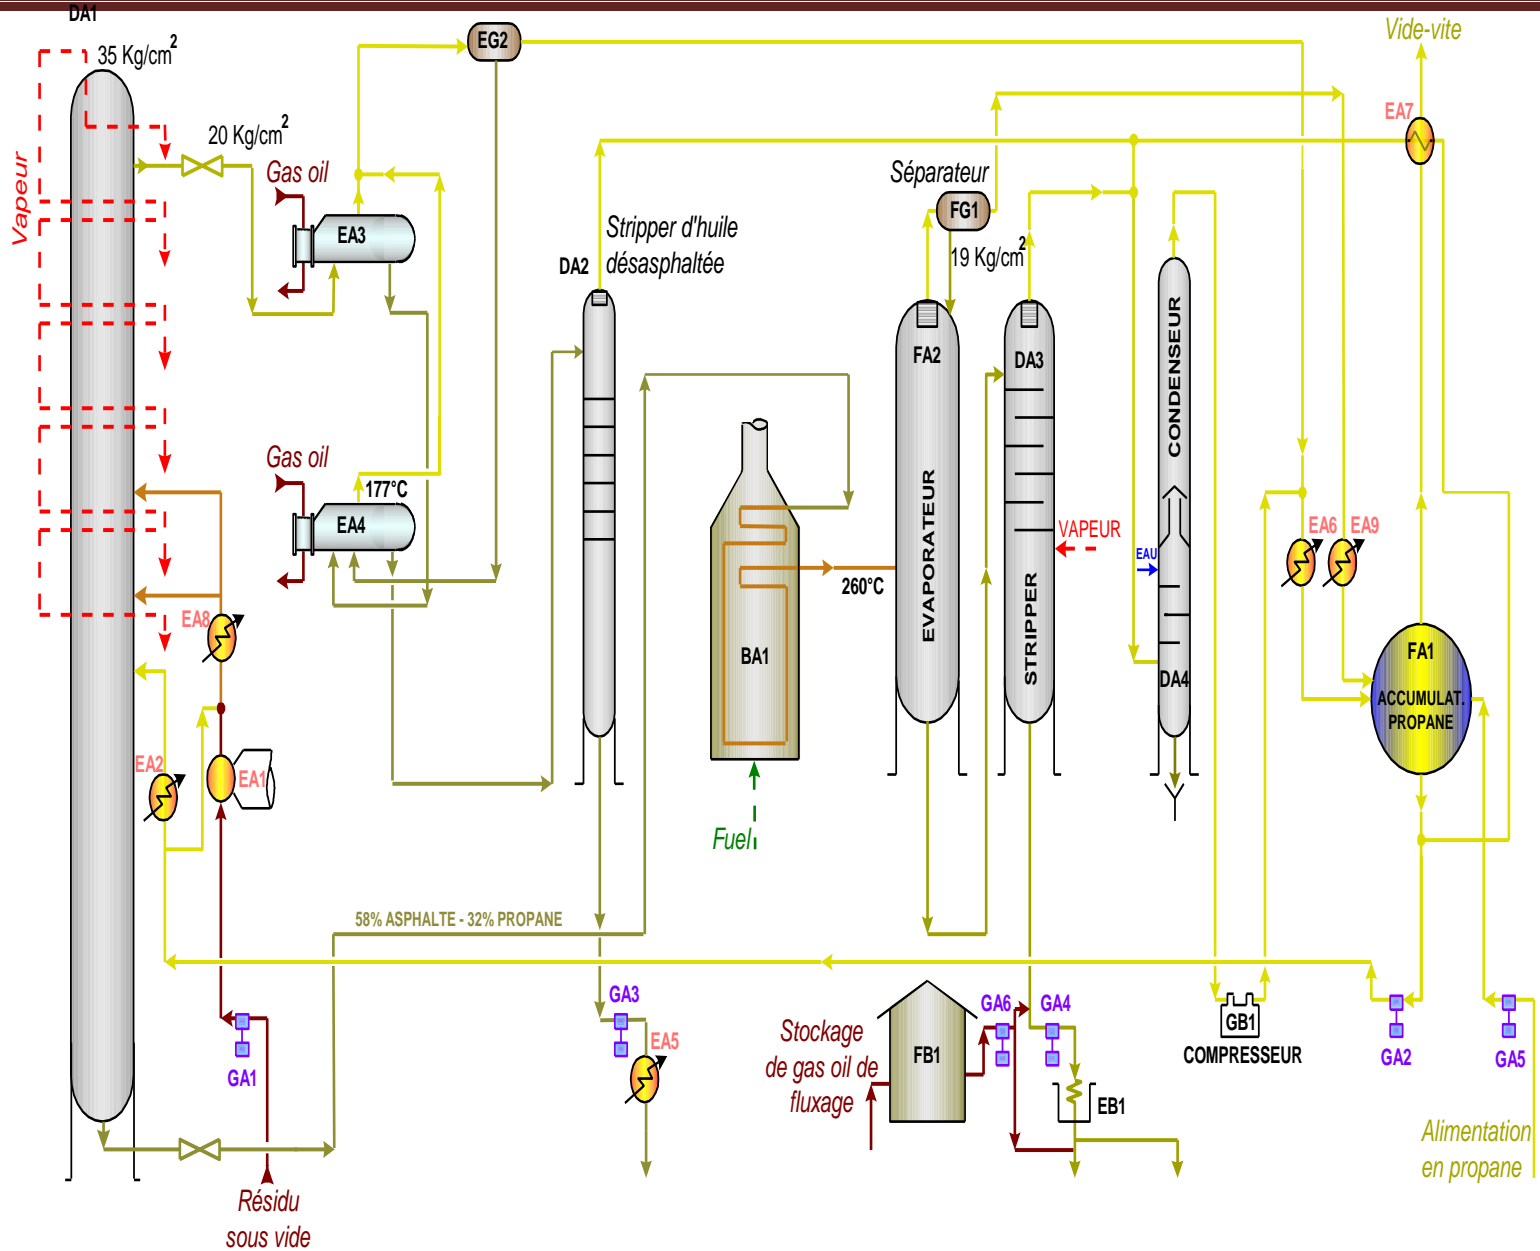 DA1
35 Kg/cm2
Vapeur
20 Kg/cm2
Gas oil
EA3
EG2
Vide-vite
EA7
Séparateur
FG1
19 Kg/cm2
Stripper d'huile
désasphaltée
DA2
FA2
EVAPORATEUR
DA3
STRIPPER
VAPEUR
CONDENSEUR
EAU
DA4
Gas oil
177°C
EA4
BA1
260°C
Fuel
EA6
EA9
FA1
ACCUMULAT.
PROPANE
EA8
EA2
EA1
58% ASPHALTE - 32% PROPANE
GA1
Résidu
sous vide
GA3
EA5
Stockage
de gas oil de
fluxage
FB1
GA6
GA4
EB1
GB1
COMPRESSEUR
GA2
GA5
Alimentation
en propane